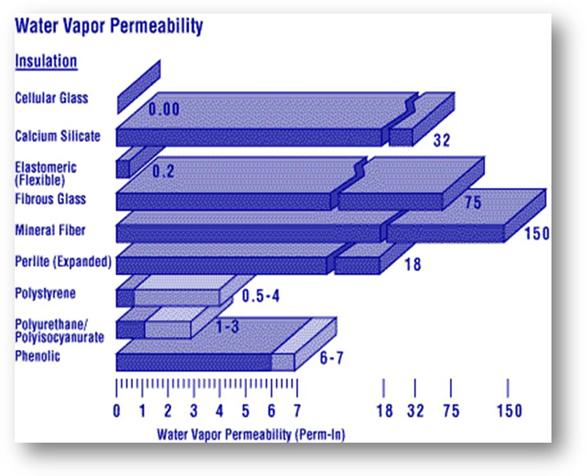 Water Vapor Permeability
Insulation
Cellular Glass
0.00
Calcium Silicate
32
Elastomeric
(Flexible)
0.2
Fibrous Glass
75
Mineral Fiber
150
Perlite (Expanded)
18
Polystyrene
0.5-4
Polyurethane/
Polyisocyanurate
1-3
Phenolic
6-7
0 1 2 3 4 5 6 7 18 32 75 150
Water Vapor Permeability (Perm-In)